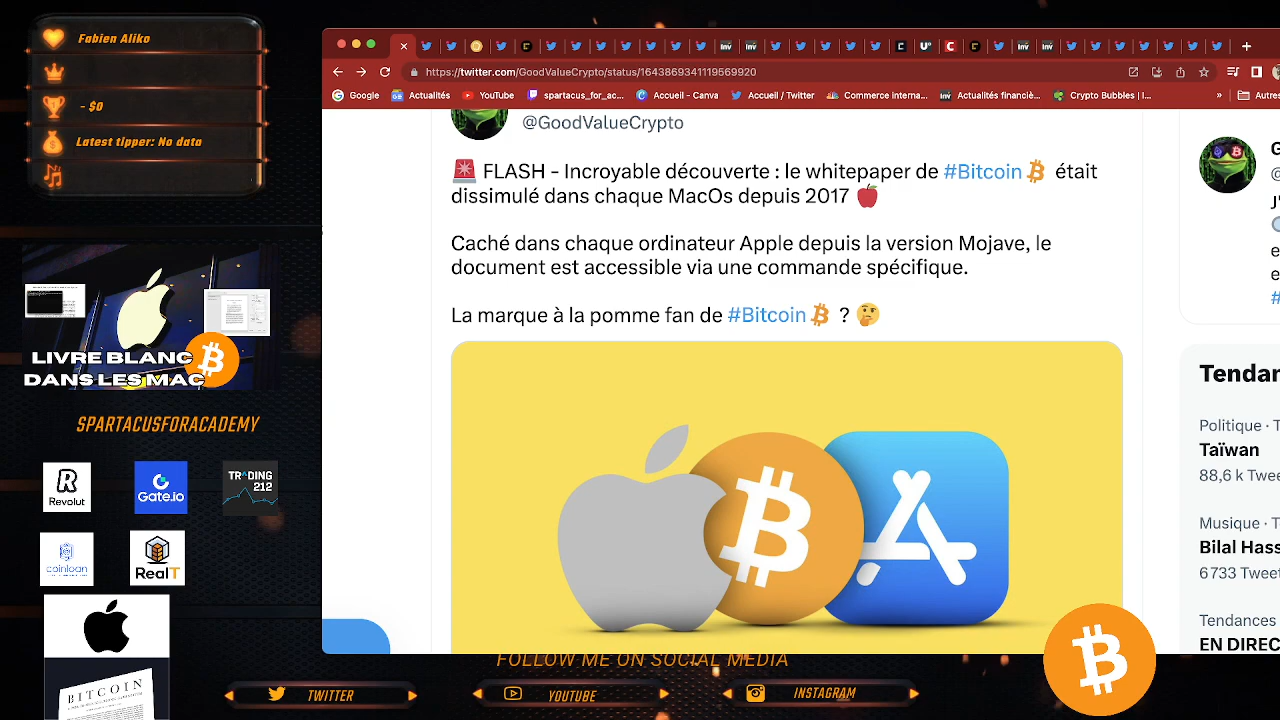 Fabien Aliko
- $0
Latest tipper: No data
LIVRE BLANC
DANS LES MAC
SPARTACUSFORACADEMY
Revolut
Gate.io
TRADING
212
coinloan
RealT
BITCOIN
https://twitter.com/GoodValueCrypto/status/1643869341119569920
Google
Actualités
YouTube
spartacus_for_ac...
Accueil - Canva
Accueil / Twitter
Commerce interna...
Actualités financiè...
Crypto Bubbles | I...
»
Autres
@GoodValueCrypto
FLASH - Incroyable découverte : le whitepaper de #Bitcoin était
dissimulé dans chaque MacOs depuis 2017
Caché dans chaque ordinateur Apple depuis la version Mojave, le
document est accessible via une commande spécifique.
La marque à la pomme fan de #Bitcoin ?
Tendan
Politique · T
Taïwan
88,6 k Twee
Musique · T
Bilal Hass
6 733 Tweet
Tendances
EN DIREC
FOLLOW ME ON SOCIAL MEDIA
TWITTER
YOUTUBE
INSTAGRAM